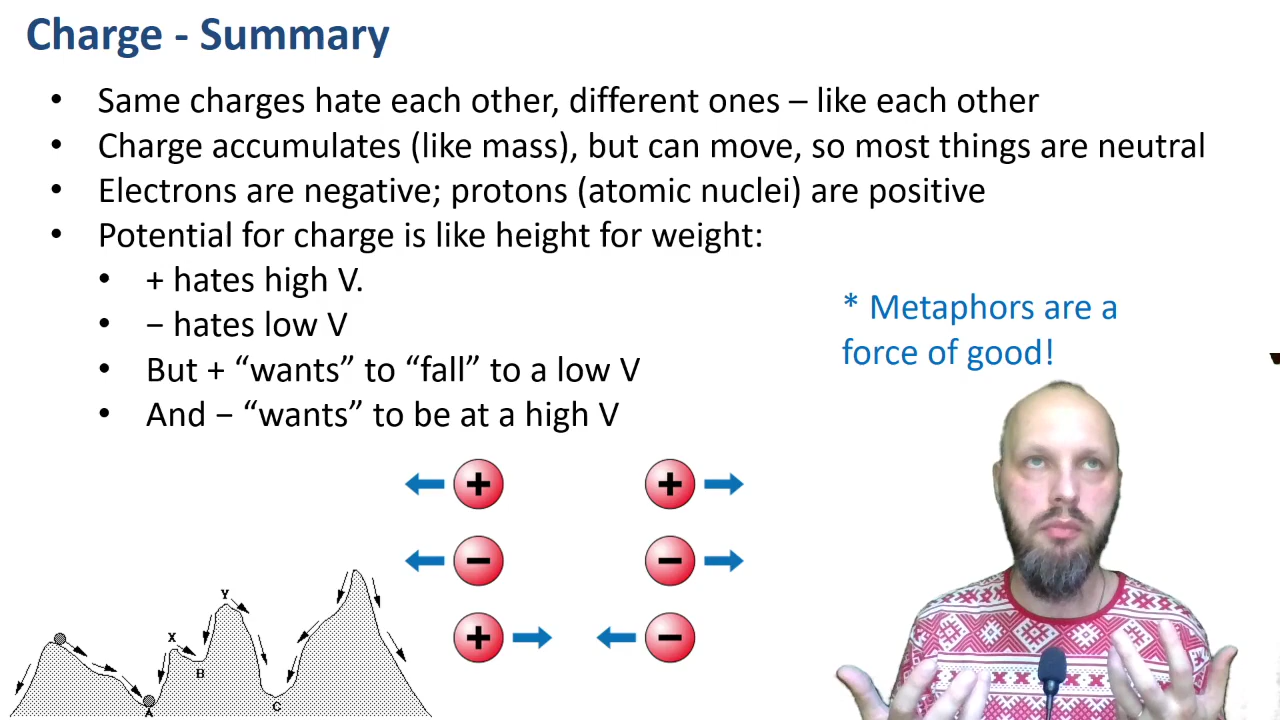 Charge - Summary
• Same charges hate each other, different ones – like each other
• Charge accumulates (like mass), but can move, so most things are neutral
• Electrons are negative; protons (atomic nuclei) are positive
• Potential for charge is like height for weight:
• + hates high V.
• − hates low V
• But + “wants” to “fall” to a low V
• And − “wants” to be at a high V
* Metaphors are a
force of good!
+ +
− −
+ −
Y
X
B
A
C